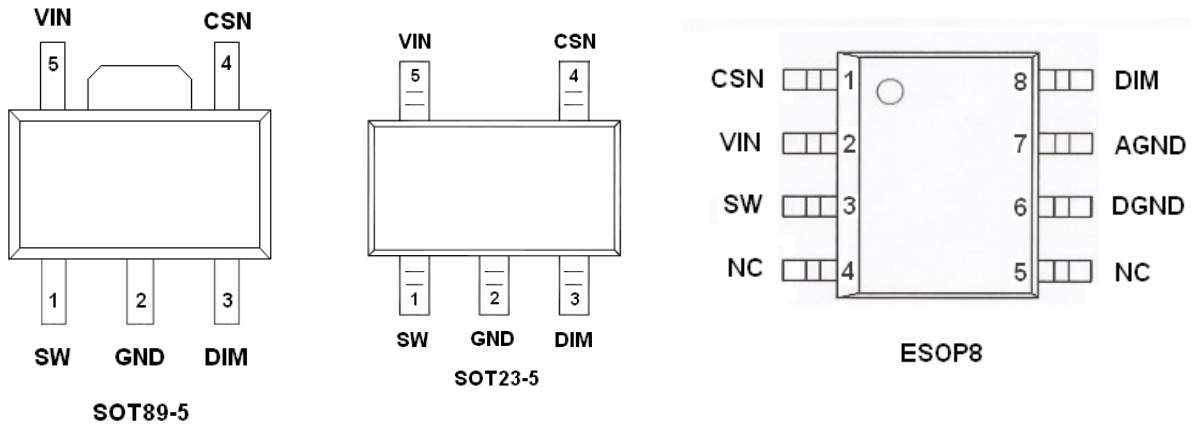 VIN CSN
5 4
1 2 3
SW GND DIM
SOT89-5
VIN CSN
5 4
1 2 3
SW GND DIM
SOT23-5
CSN 1 8 DIM
VIN 2 7 AGND
SW 3 6 DGND
NC 4 5 NC
ESOP8